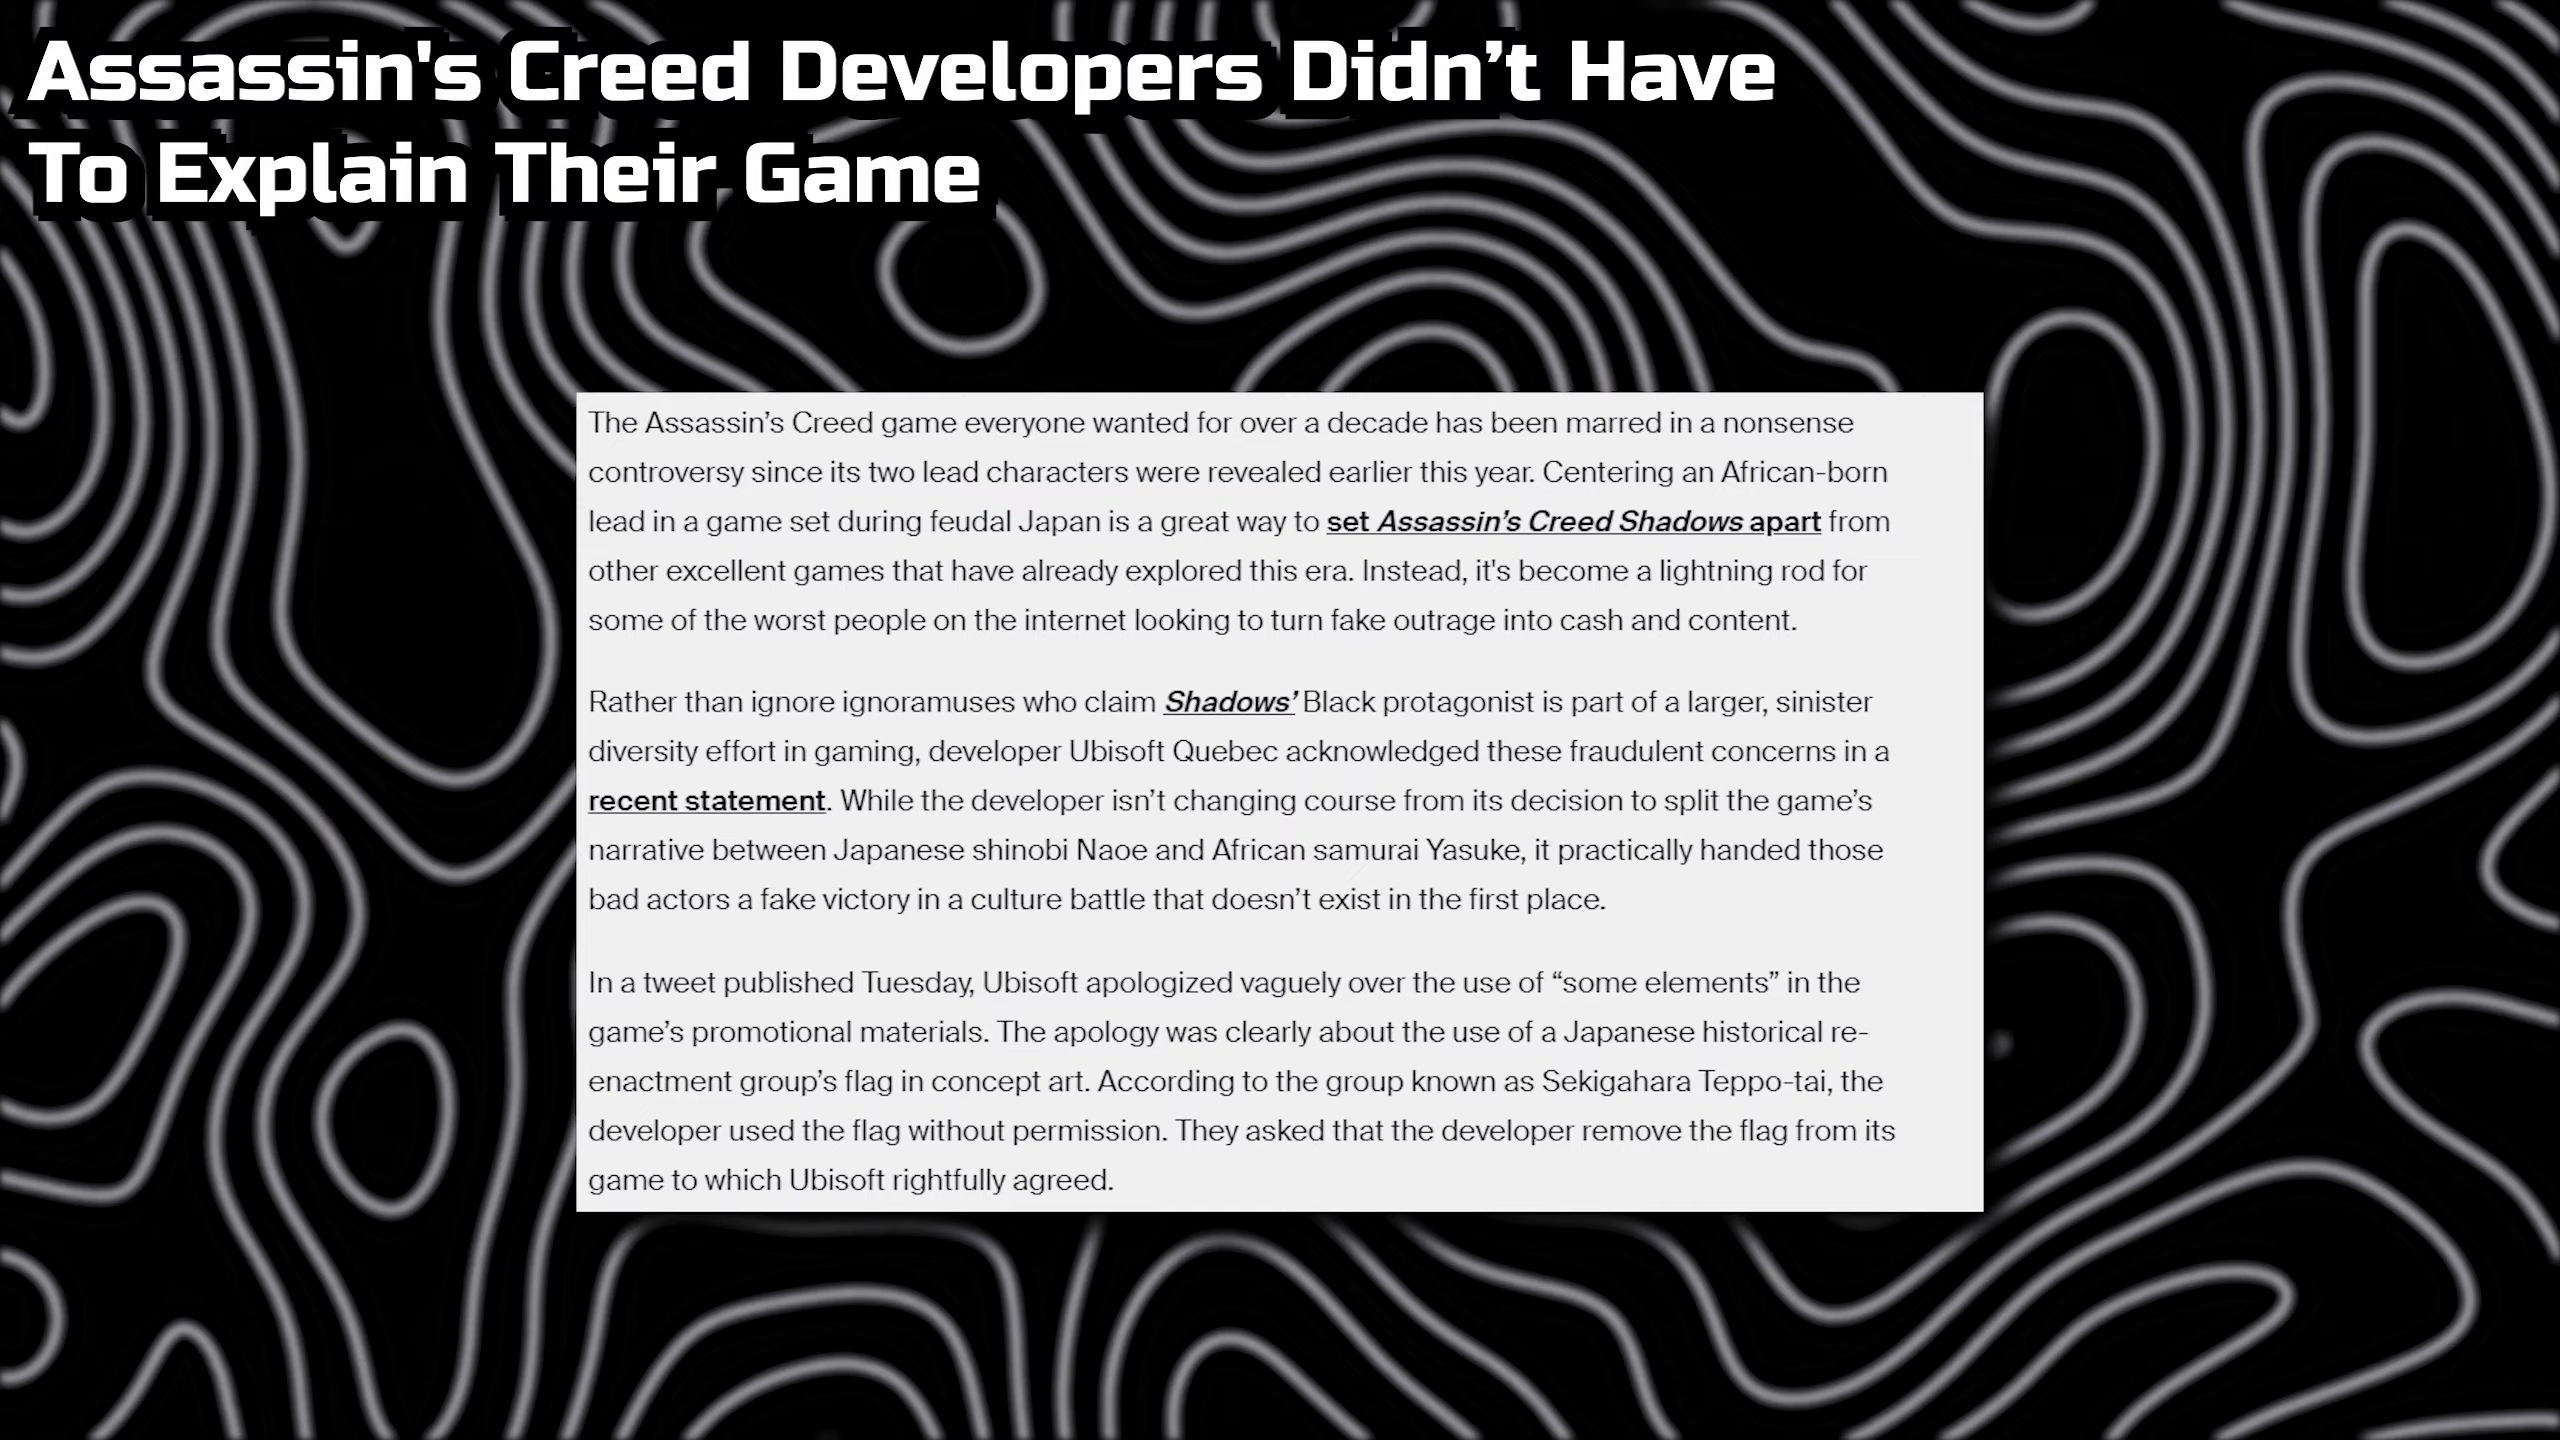 Assassin's Creed Developers Didn’t Have
To Explain Their Game
The Assassin’s Creed game everyone wanted for over a decade has been marred in a nonsense
controversy since its two lead characters were revealed earlier this year. Centering an African-born
lead in a game set during feudal Japan is a great way to set Assassin’s Creed Shadows apart from
other excellent games that have already explored this era. Instead, it's become a lightning rod for
some of the worst people on the internet looking to turn fake outrage into cash and content.
Rather than ignore ignoramuses who claim Shadows’ Black protagonist is part of a larger, sinister
diversity effort in gaming, developer Ubisoft Quebec acknowledged these fraudulent concerns in a
recent statement. While the developer isn’t changing course from its decision to split the game’s
narrative between Japanese shinobi Naoe and African samurai Yasuke, it practically handed those
bad actors a fake victory in a culture battle that doesn’t exist in the first place.
In a tweet published Tuesday, Ubisoft apologized vaguely over the use of “some elements” in the
game’s promotional materials. The apology was clearly about the use of a Japanese historical re-
enactment group’s flag in concept art. According to the group known as Sekigahara Teppo-tai, the
developer used the flag without permission. They asked that the developer remove the flag from its
game to which Ubisoft rightfully agreed.